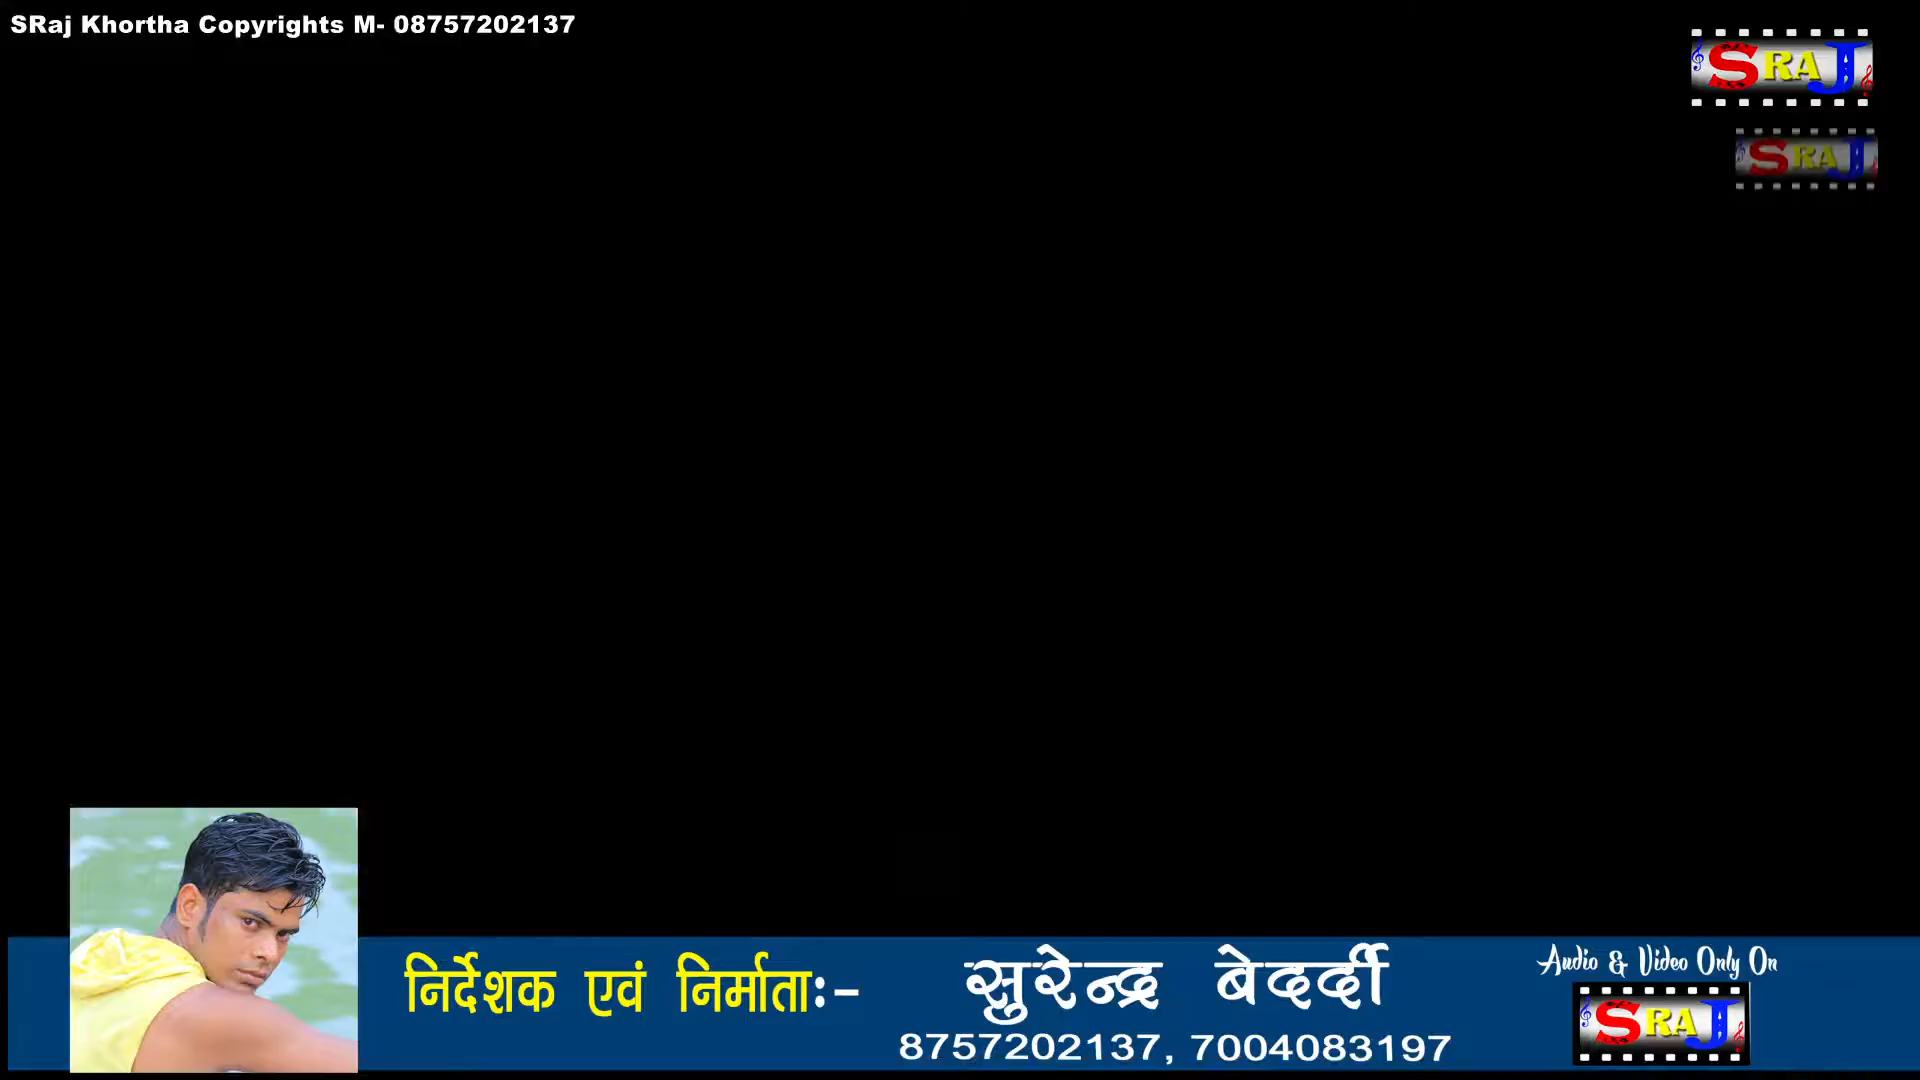 SRaj Khortha Copyrights M- 08757202137
SRAJ
SRAJ
निर्देशक एवं निर्माताः-
सुरेन्द्र बेदर्दी
8757202137, 7004083197
Audio & Video Only On
SRAJ